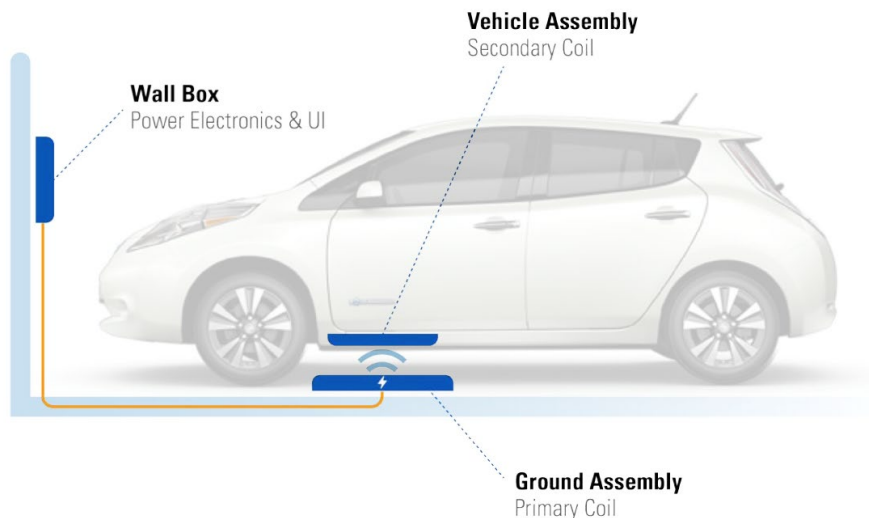 Vehicle Assembly
Secondary Coil
Wall Box
Power Electronics & UI
Ground Assembly
Primary Coil